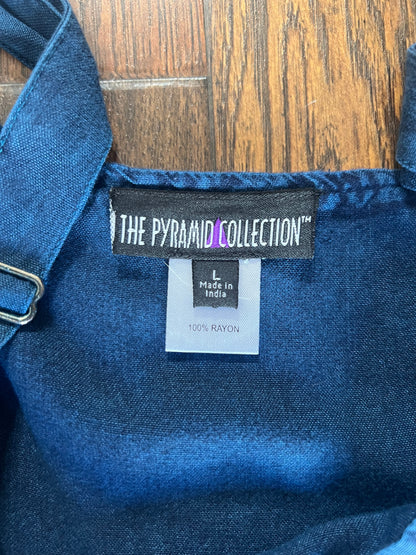 THE PYRAMID COLLECTION™
L
Made in
India
100% RAYON